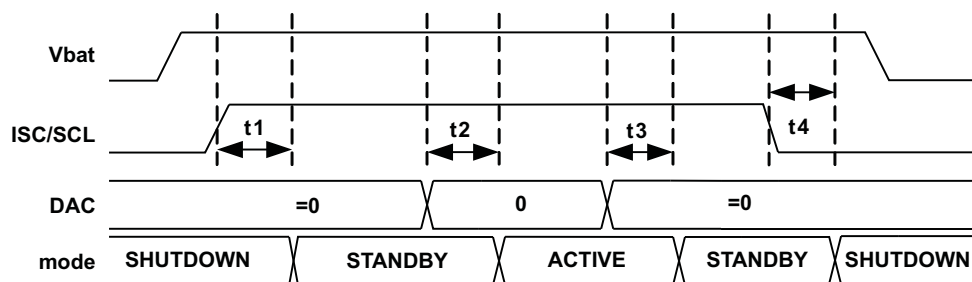 Vbat
ISC/SCL
t1
t2
t3
t4
DAC
=0
0
=0
mode
SHUTDOWN
STANDBY
ACTIVE
STANDBY
SHUTDOWN